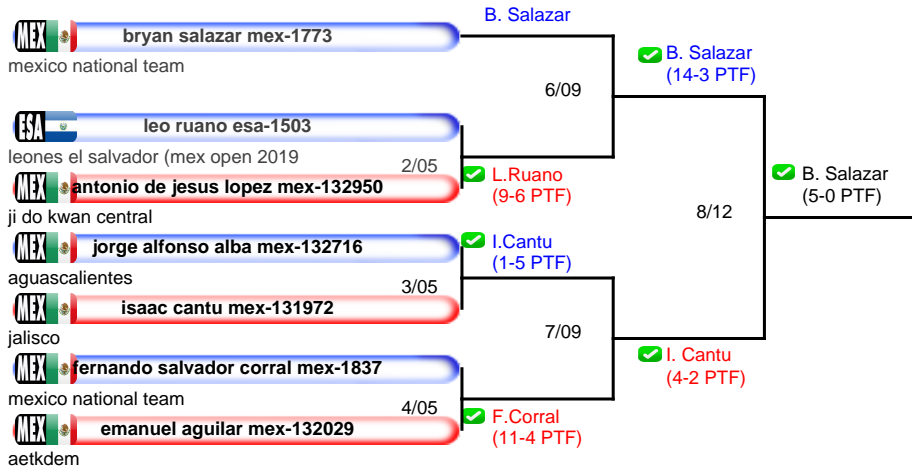 B. Salazar
MEX bryan salazar mex-1773
mexico national team
B. Salazar
(14-3 PTF)
6/09
ESA leo ruano esa-1503
leones el salvador (mex open 2019
2/05
L.Ruano
(9-6 PTF)
MEX antonio de jesus lopez mex-132950
ji do kwan central
B. Salazar
(5-0 PTF)
8/12
MEX jorge alfonso alba mex-132716
aguascalientes
I.Cantu
(1-5 PTF)
3/05
MEX isaac cantu mex-131972
jalisco
7/09
I. Cantu
(4-2 PTF)
MEX fernando salvador corral mex-1837
mexico national team
4/05
F.Corral
(11-4 PTF)
MEX emanuel aguilar mex-132029
aetkdem